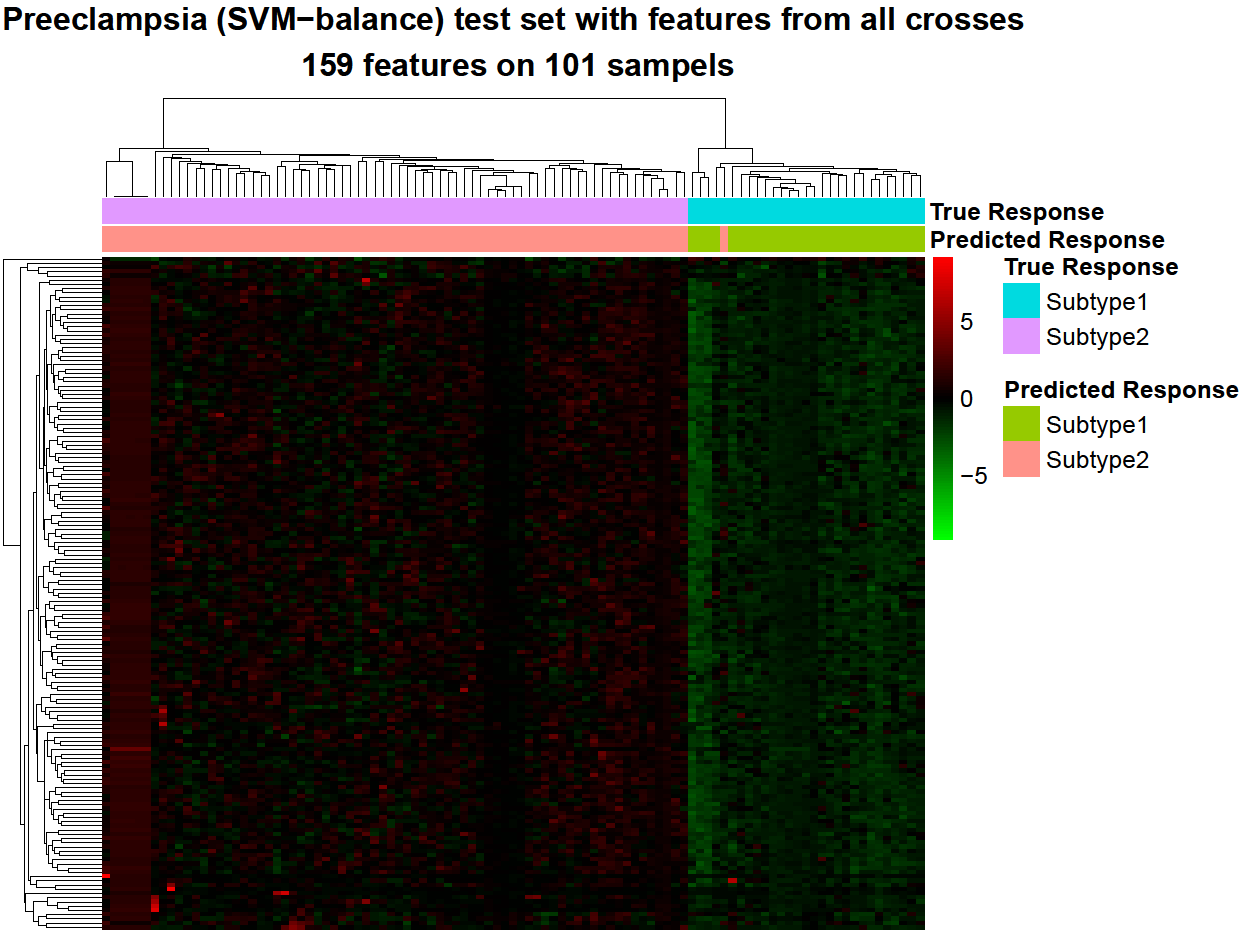 Preeclampsia (SVM−balance) test set with features from all crosses
159 features on 101 sampels
True Response
Predicted Response
True Response
Subtype1
Subtype2
5
0
−5
Predicted Response
Subtype1
Subtype2